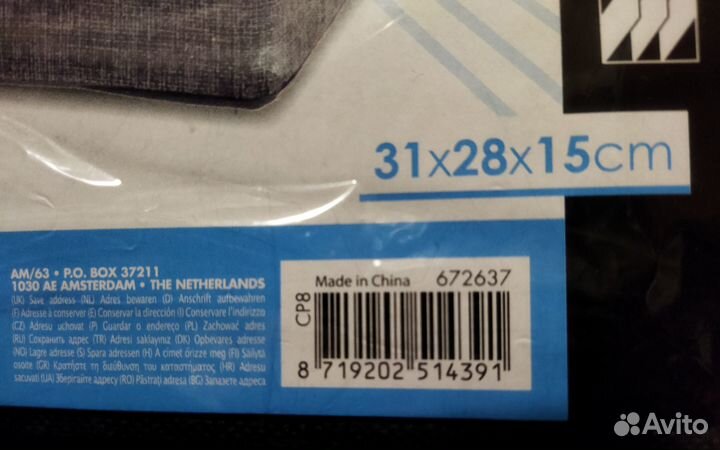 31x28x15cm
AM/63 • P.O. BOX 37211
1030 AE AMSTERDAM • THE NETHERLANDS
(UK) Save address (NL) Adres bewaren (D) Anschrift aufbewahren
(F) Adresse à conserver (E) Conservar la dirección (I) Conservare l'indirizzo
(CZ) Adresu uchovat (P) Guardar o endereço (PL) Zachować adres
(RU) Сохранить адрес (TR) Adresi saklayınız (DK) Opbevares adresse
(NO) Lagre adresse (S) Spara adressen (H) A címet őrizze meg (FI) Säilytä
osoite (GR) Κρατήστε τη διεύθυνση του καταστήματος (HR) Adresu
sacuvati (UA) Зберігайте адресу (RO) Păstrați adresa (BG) Запазете адреса
Made in China 672637
CP8
8 719202 514391
Avito